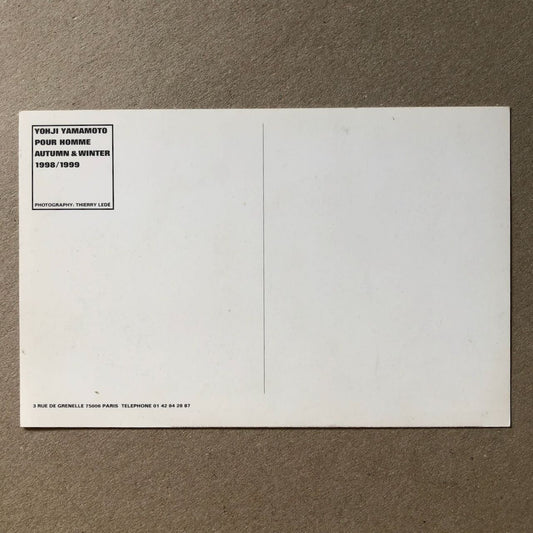 YOHJI YAMAMOTO
POUR HOMME
AUTUMN & WINTER
1998/1999
PHOTOGRAPHY: THIERRY LEDÉ
3 RUE DE GRENELLE 75006 PARIS TELEPHONE 01 42 84 28 87